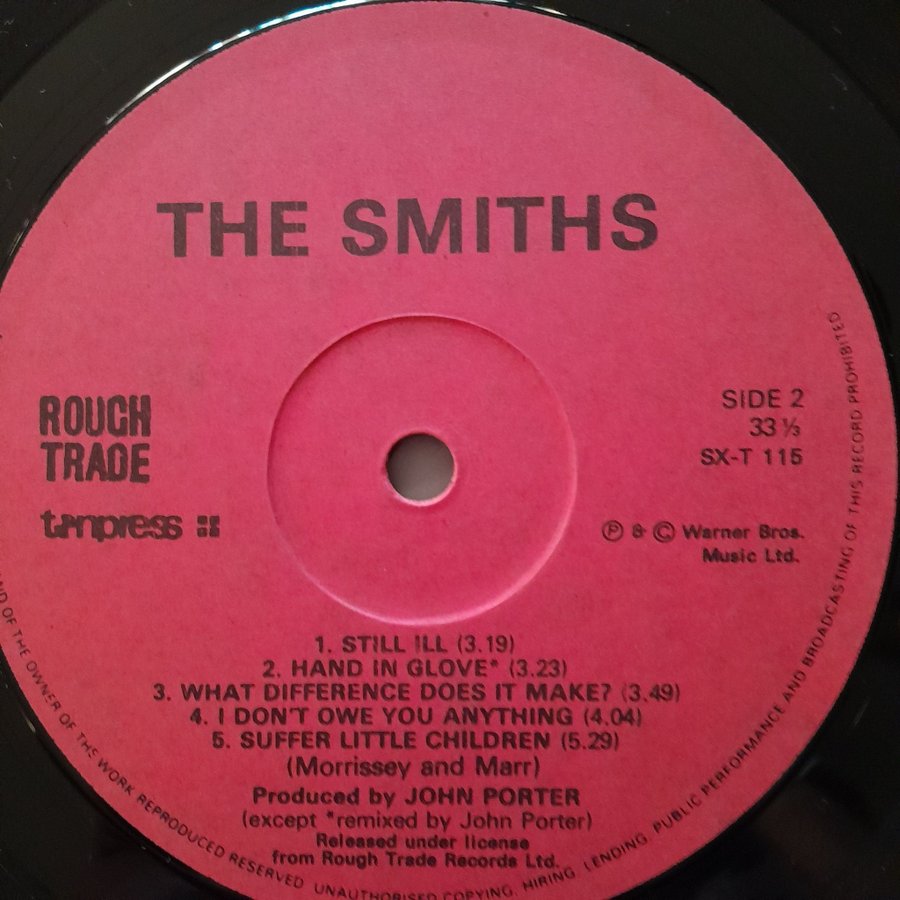 THE SMITHS
ROUGH
TRADE
tonpress
SIDE 2
33⅓
SX-T 115
Ⓟ & © Warner Bros.
Music Ltd.
1. STILL ILL (3.19)
2. HAND IN GLOVE* (3.23)
3. WHAT DIFFERENCE DOES IT MAKE? (3.49)
4. I DON'T OWE YOU ANYTHING (4.04)
5. SUFFER LITTLE CHILDREN (5.29)
(Morrissey and Marr)
Produced by JOHN PORTER
(except *remixed by John Porter)
Released under license
from Rough Trade Records Ltd.
AND OF THE OWNER OF THE WORK REPRODUCED RESERVED UNAUTHORISED COPYING, HIRING, LENDING, PUBLIC PERFORMANCE AND BROADCASTING OF THIS RECORD PROHIBITED